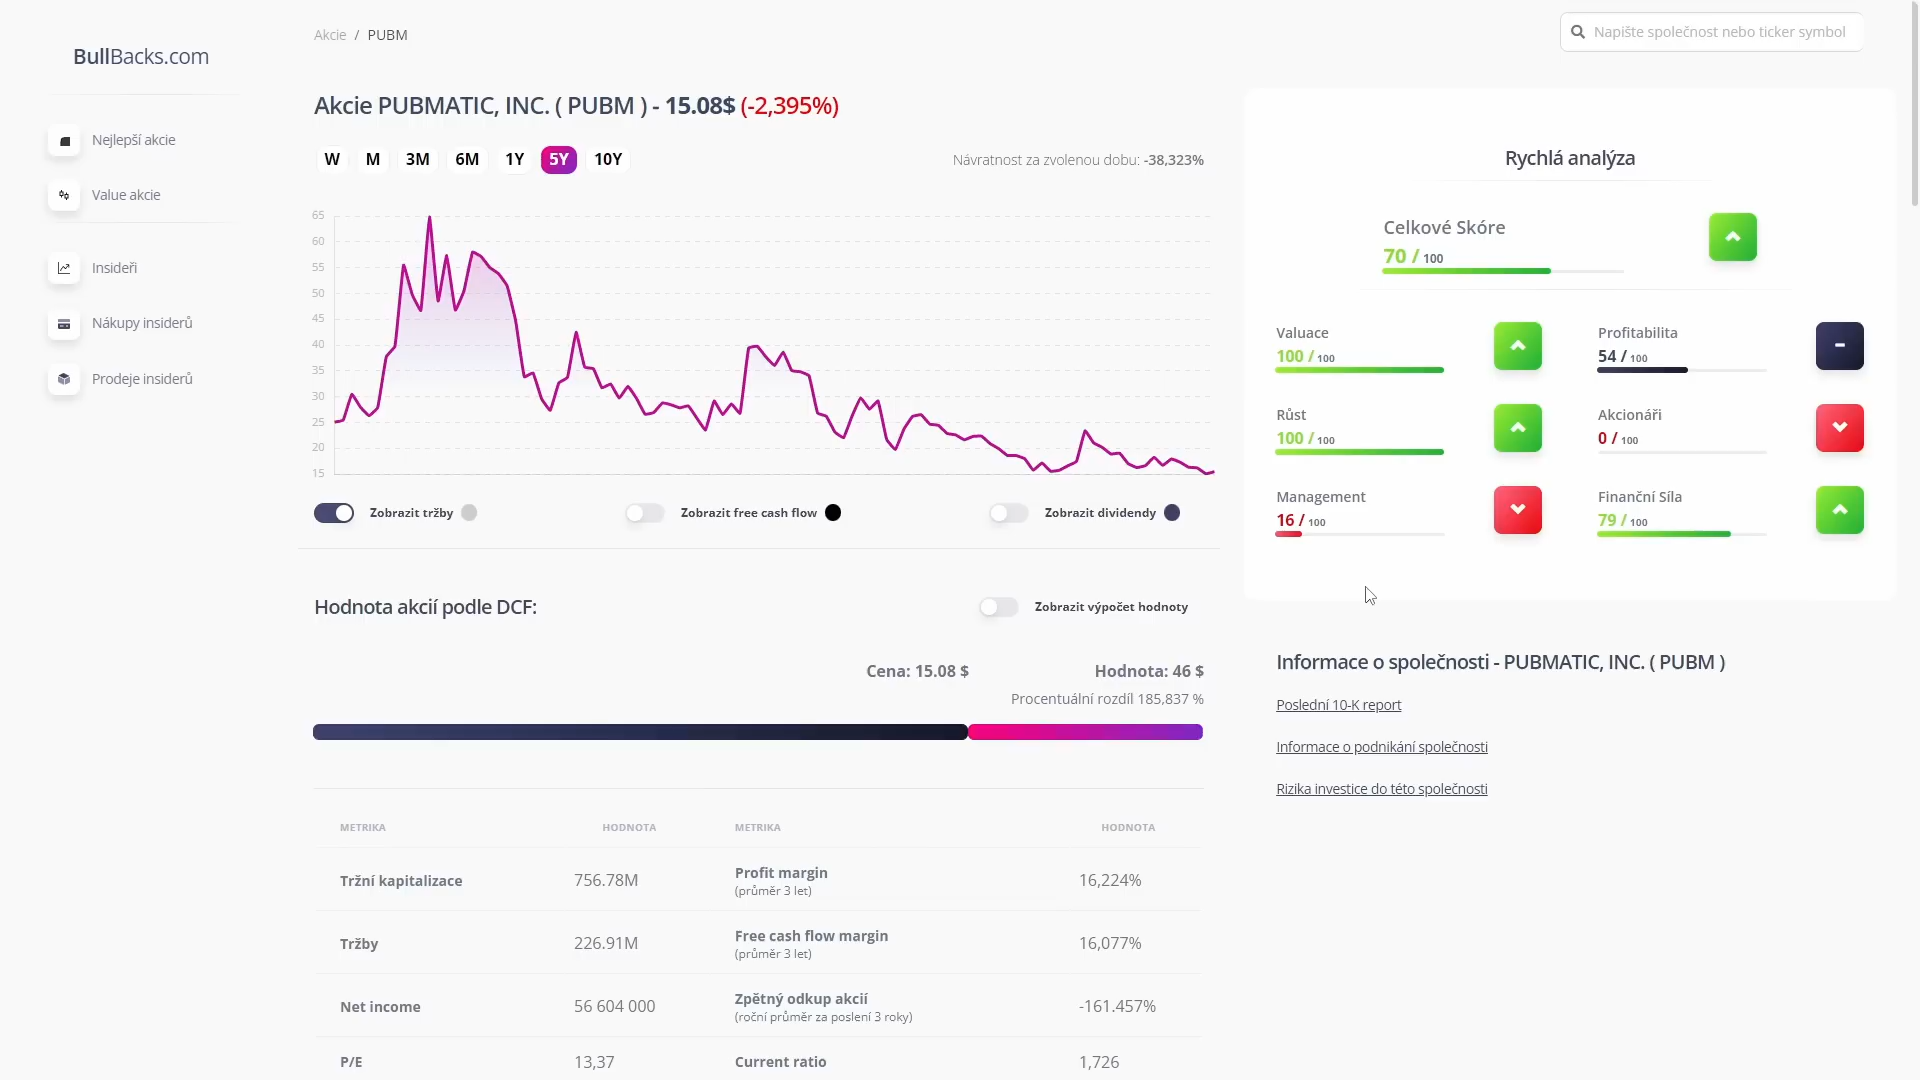 BullBacks.com
Nejlepší akcie
Value akcie
Insideři
Nákupy insiderů
Prodeje insiderů
Akcie / PUBM
Napište společnost nebo ticker symbol
Akcie PUBMATIC, INC. ( PUBM ) - 15.08$ (-2,395%)
W M 3M 6M 1Y 5Y 10Y
Návratnost za zvolenou dobu: -38,323%
65
60
55
50
45
40
35
30
25
20
15
Zobrazit tržby
Zobrazit free cash flow
Zobrazit dividendy
Hodnota akcií podle DCF:
Zobrazit výpočet hodnoty
Cena: 15.08 $
Hodnota: 46 $
Procentuální rozdíl 185,837 %
METRIKA HODNOTA METRIKA HODNOTA
Tržní kapitalizace 756.78M Profit margin 16,224%
(průměr 3 let)
Tržby 226.91M Free cash flow margin 16,077%
(průměr 3 let)
Net income 56 604 000 Zpětný odkup akcií -161.457%
(roční průměr za poslení 3 roky)
P/E 13,37 Current ratio 1,726
Rychlá analýza
Celkové Skóre
70 / 100
Valuace
100 / 100
Profitabilita
54 / 100
Růst
100 / 100
Akcionáři
0 / 100
Management
16 / 100
Finanční Síla
79 / 100
Informace o společnosti - PUBMATIC, INC. ( PUBM )
Poslední 10-K report
Informace o podnikání společnosti
Rizika investice do této společnosti